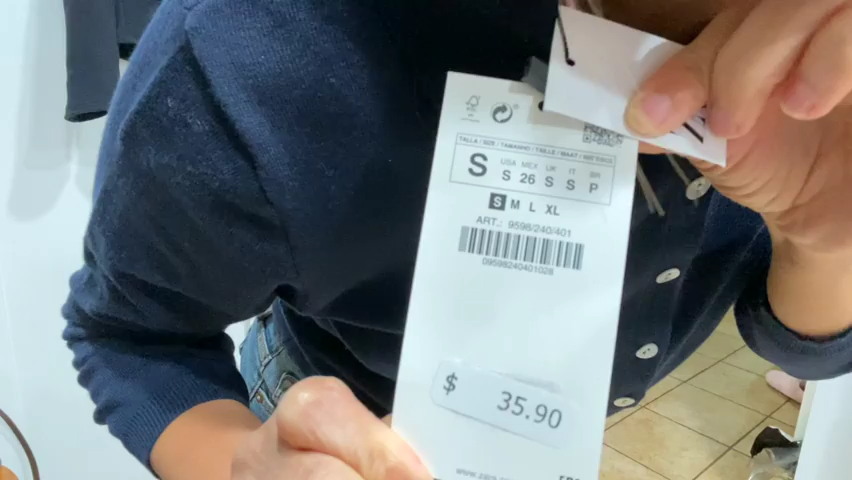 TALLA / SIZE / TAMANHO / TAILLE / MAAT /
S
USA MEX UK IT BR
S 26 S S P
S M L XL
ART.: 9598/240/401
09598240401028
$ 35.90